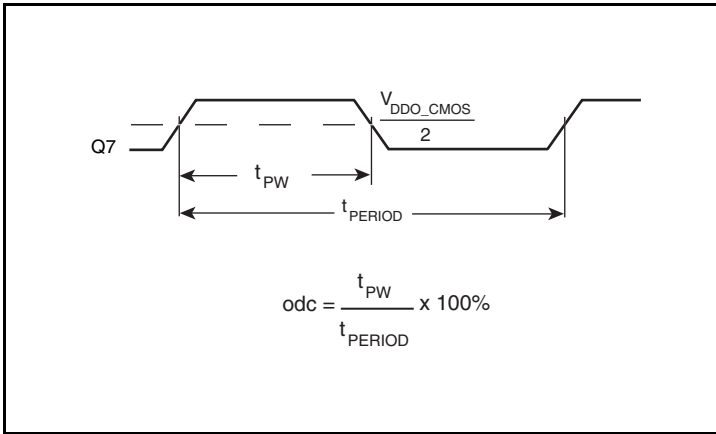 V_DDO_CMOS
2
Q7
t_PW
t_PERIOD
odc = t_PW / t_PERIOD x 100%